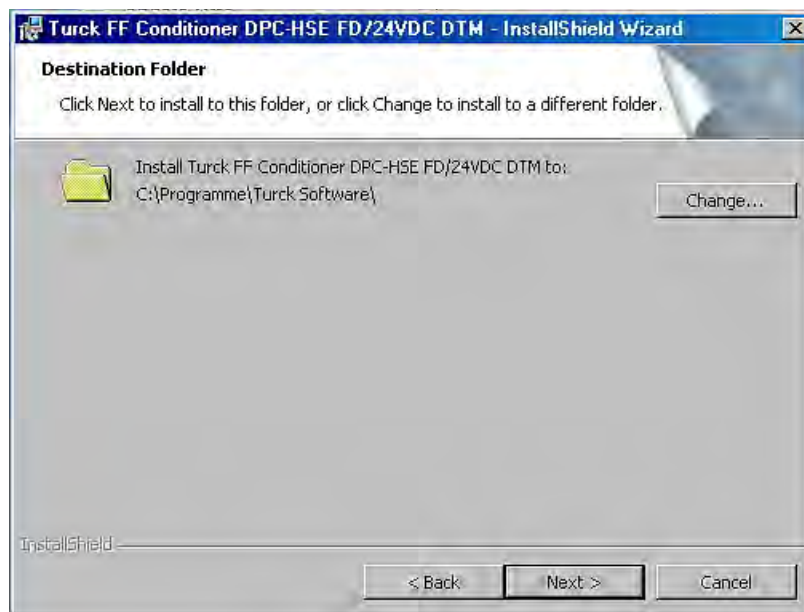 Turck FF Conditioner DPC-HSE FD/24VDC DTM - InstallShield Wizard
Destination Folder
Click Next to install to this folder, or click Change to install to a different folder.
Install Turck FF Conditioner DPC-HSE FD/24VDC DTM to:
C:\Programme\Turck Software\
Change...
InstallShield
< Back
Next >
Cancel